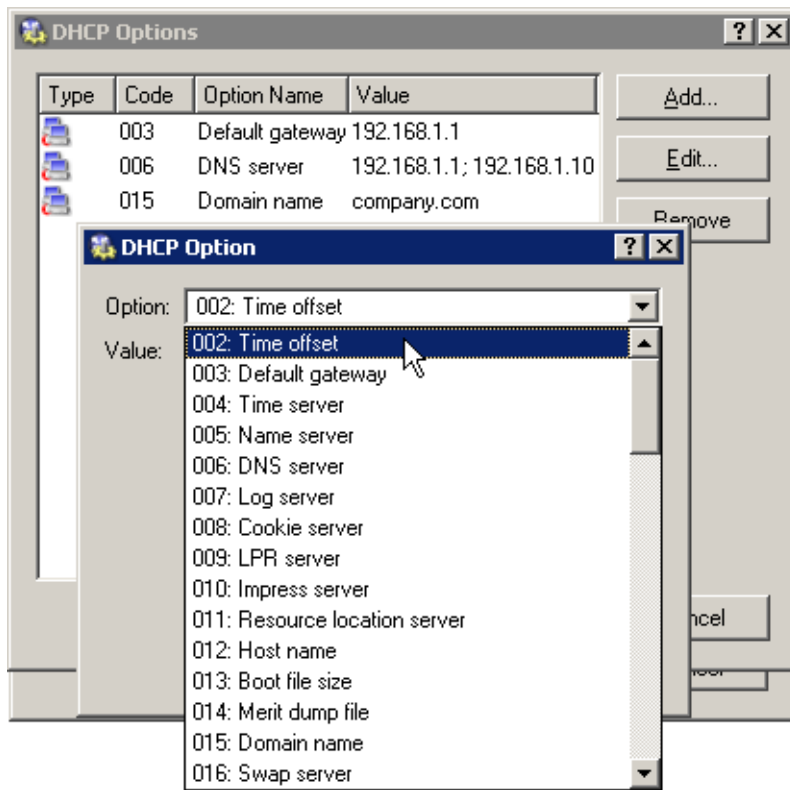 DHCP Options
Type Code Option Name Value
Add...
003 Default gateway 192.168.1.1
006 DNS server 192.168.1.1; 192.168.1.10
Edit...
015 Domain name company.com
Remove
DHCP Option
Option: 002: Time offset
Value:
002: Time offset
003: Default gateway
004: Time server
005: Name server
006: DNS server
007: Log server
008: Cookie server
009: LPR server
010: Impress server
011: Resource location server
ncel
012: Host name
013: Boot file size
014: Merit dump file
015: Domain name
016: Swap server